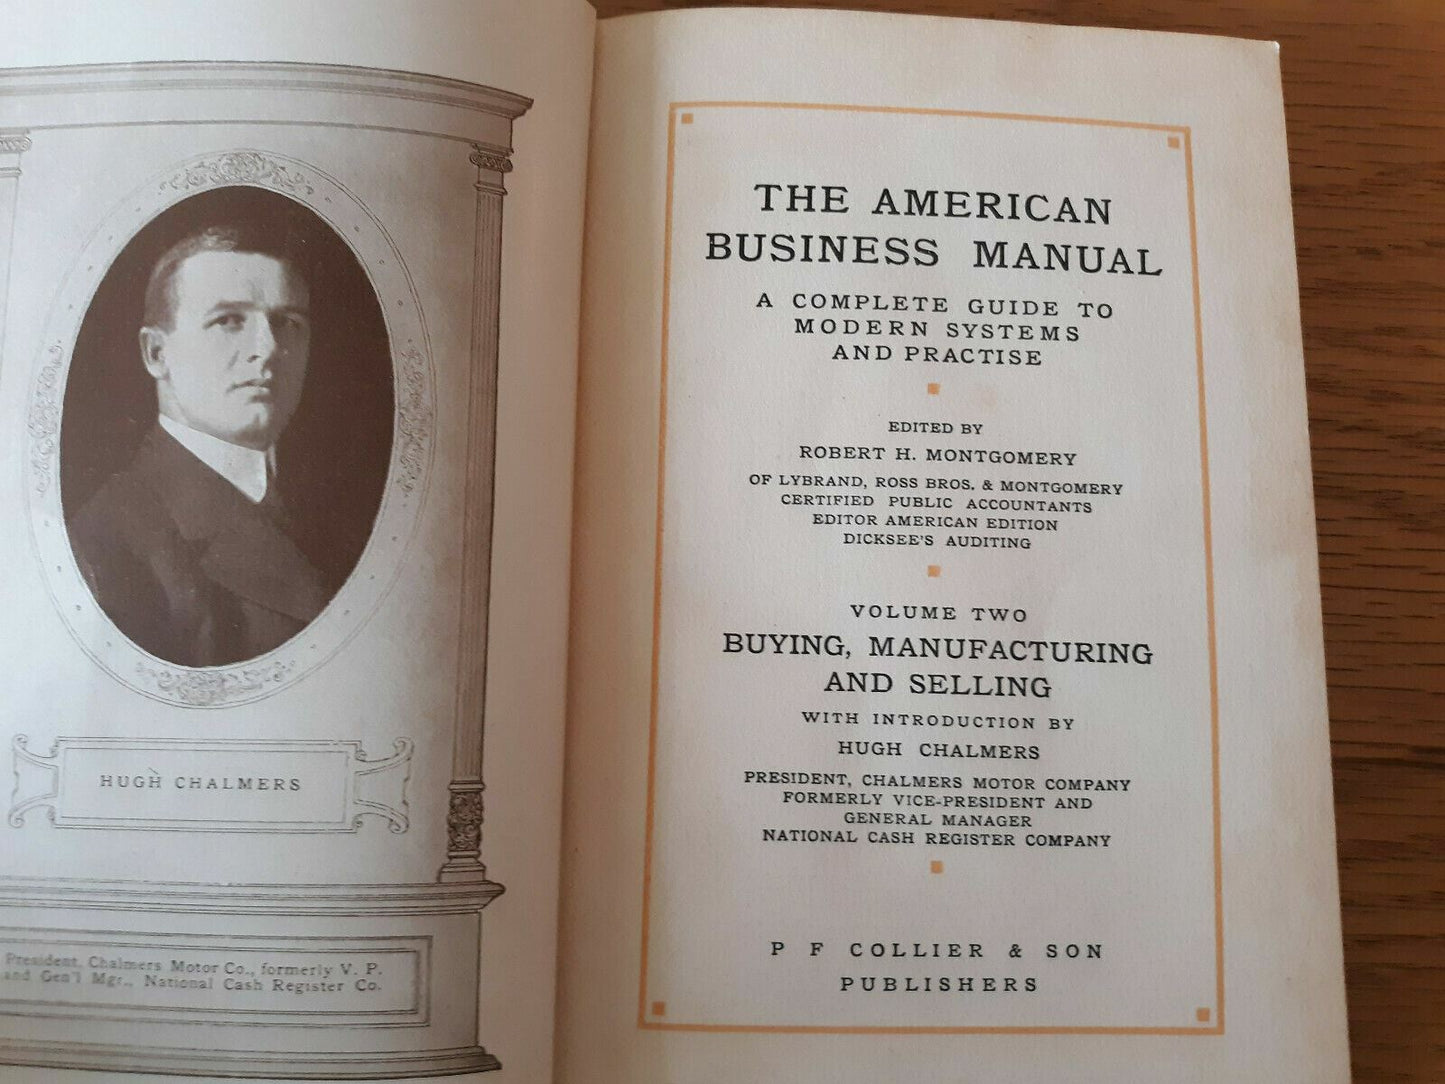 HUGH CHALMERS
President, Chalmers Motor Co., formerly V. P.
and Gen'l Mgr., National Cash Register Co.
THE AMERICAN
BUSINESS MANUAL
A COMPLETE GUIDE TO
MODERN SYSTEMS
AND PRACTISE
EDITED BY
ROBERT H. MONTGOMERY
OF LYBRAND, ROSS BROS. & MONTGOMERY
CERTIFIED PUBLIC ACCOUNTANTS
EDITOR AMERICAN EDITION
DICKSEE'S AUDITING
VOLUME TWO
BUYING, MANUFACTURING
AND SELLING
WITH INTRODUCTION BY
HUGH CHALMERS
PRESIDENT, CHALMERS MOTOR COMPANY
FORMERLY VICE-PRESIDENT AND
GENERAL MANAGER
NATIONAL CASH REGISTER COMPANY
P F COLLIER & SON
PUBLISHERS